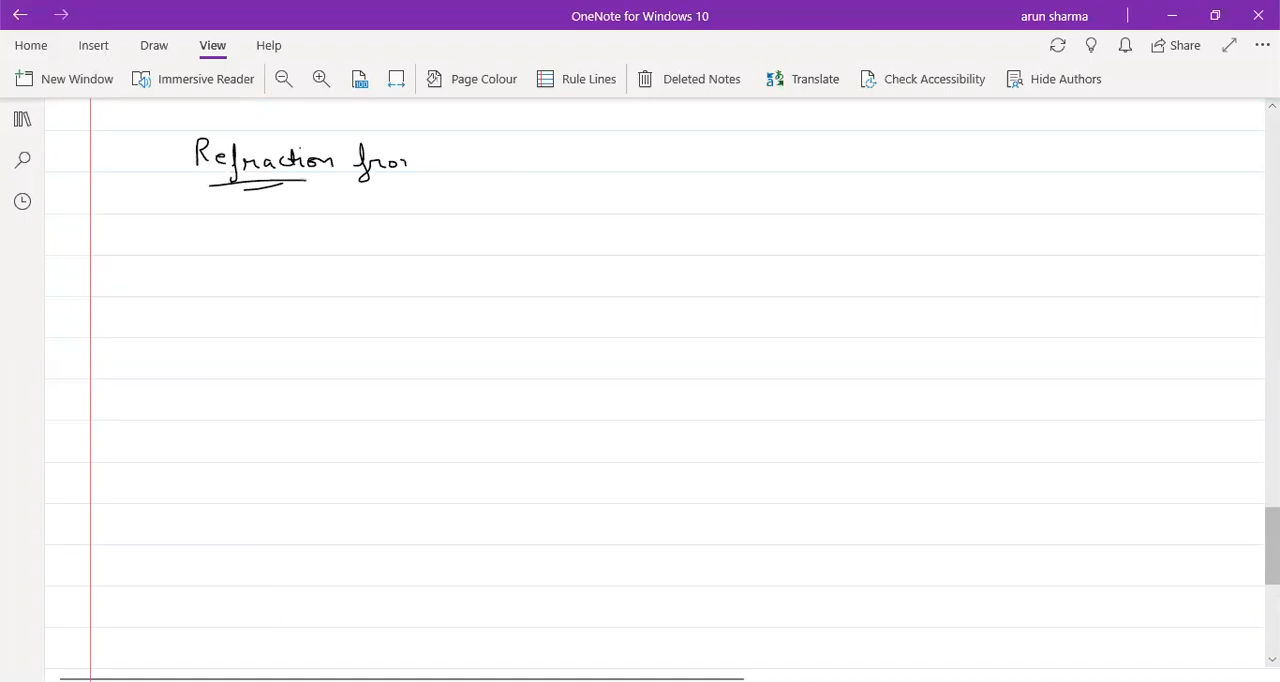 OneNote for Windows 10
arun sharma
Home Insert Draw View Help
Share
New Window Immersive Reader Page Colour Rule Lines Deleted Notes Translate Check Accessibility Hide Authors
Refraction fro